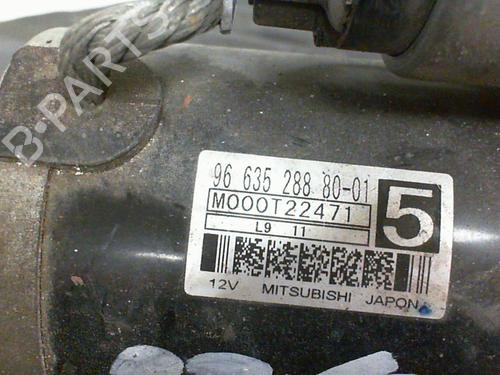 B-PARTS
96 635 288 80-01
M000T22471
5
L9 11
12V MITSUBISHI JAPON